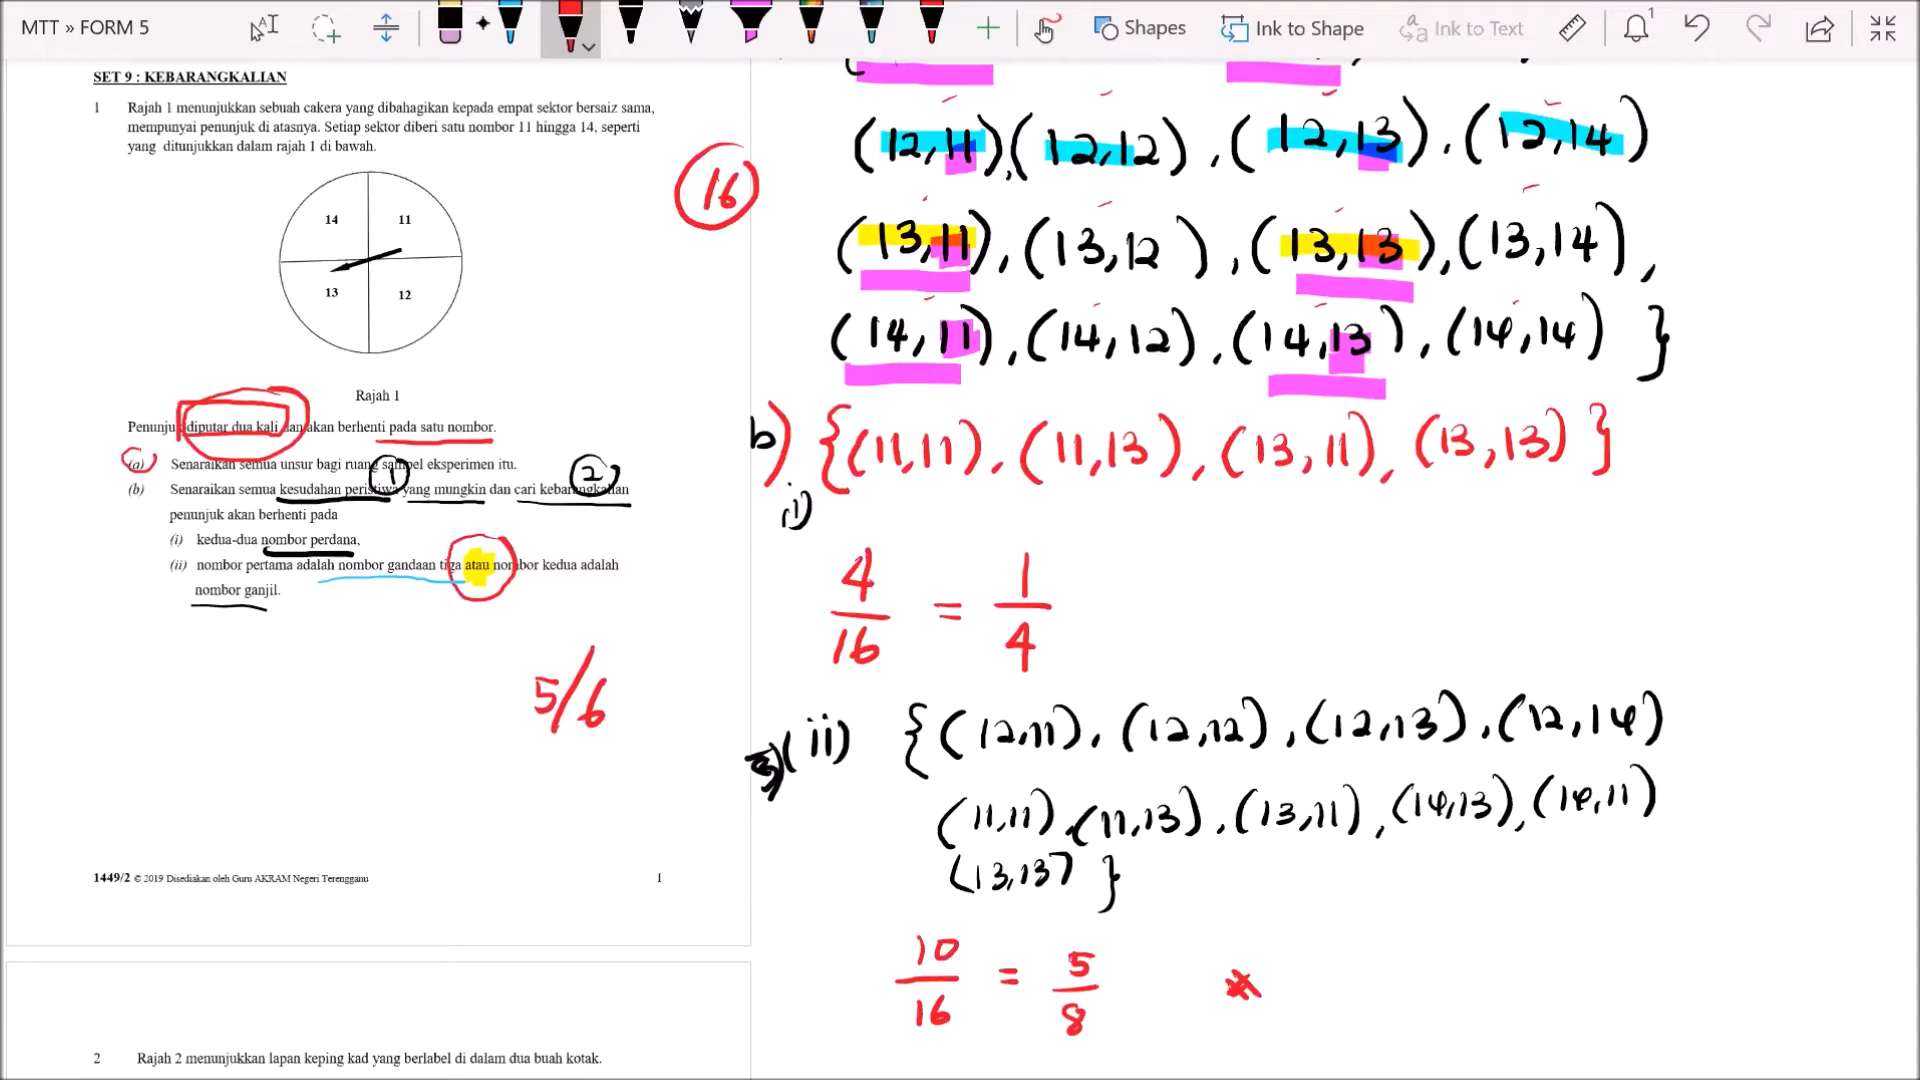 MTT » FORM 5
Shapes
Ink to Shape
Ink to Text
1
SET 9 : KEBARANGKALIAN
1 Rajah 1 menunjukkan sebuah cakera yang dibahagikan kepada empat sektor bersaiz sama,
mempunyai penunjuk di atasnya. Setiap sektor diberi satu nombor 11 hingga 14, seperti
yang ditunjukkan dalam rajah 1 di bawah.
14 11
13 12
Rajah 1
Penunjuk diputar dua kali dan akan berhenti pada satu nombor.
(a) Senaraikan semua unsur bagi ruang sampel eksperimen itu.
1 2
(b) Senaraikan semua kesudahan peristiwa yang mungkin dan cari kebarangkalian
penunjuk akan berhenti pada
(i) kedua-dua nombor perdana,
(ii) nombor pertama adalah nombor gandaan tiga atau nombor kedua adalah
nombor ganjil.
5/6
1449/2 © 2019 Disediakan oleh Guru AKRAM Negeri Terengganu 1
2 Rajah 2 menunjukkan lapan keping kad yang berlabel di dalam dua buah kotak.
16
(12,11), (12,12), (12,13), (12,14)
(13,11), (13,12), (13,13), (13,14),
(14,11), (14,12), (14,13), (14,14) }
b) {(11,11), (11,13), (13,11), (13,13)}
(i)
4/16 = 1/4
(ii) {(12,11), (12,12), (12,13), (12,14)
(11,11), (11,13), (13,11), (14,13), (14,11)
(13,13) }
10/16 = 5/8